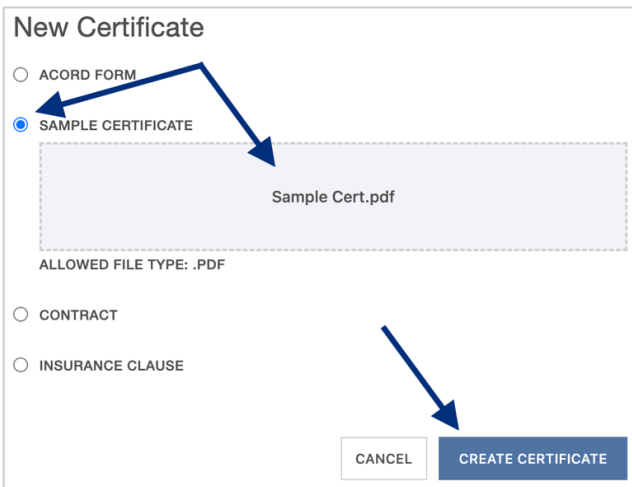 New Certificate
ACORD FORM
SAMPLE CERTIFICATE
Sample Cert.pdf
ALLOWED FILE TYPE: .PDF
CONTRACT
INSURANCE CLAUSE
CANCEL
CREATE CERTIFICATE